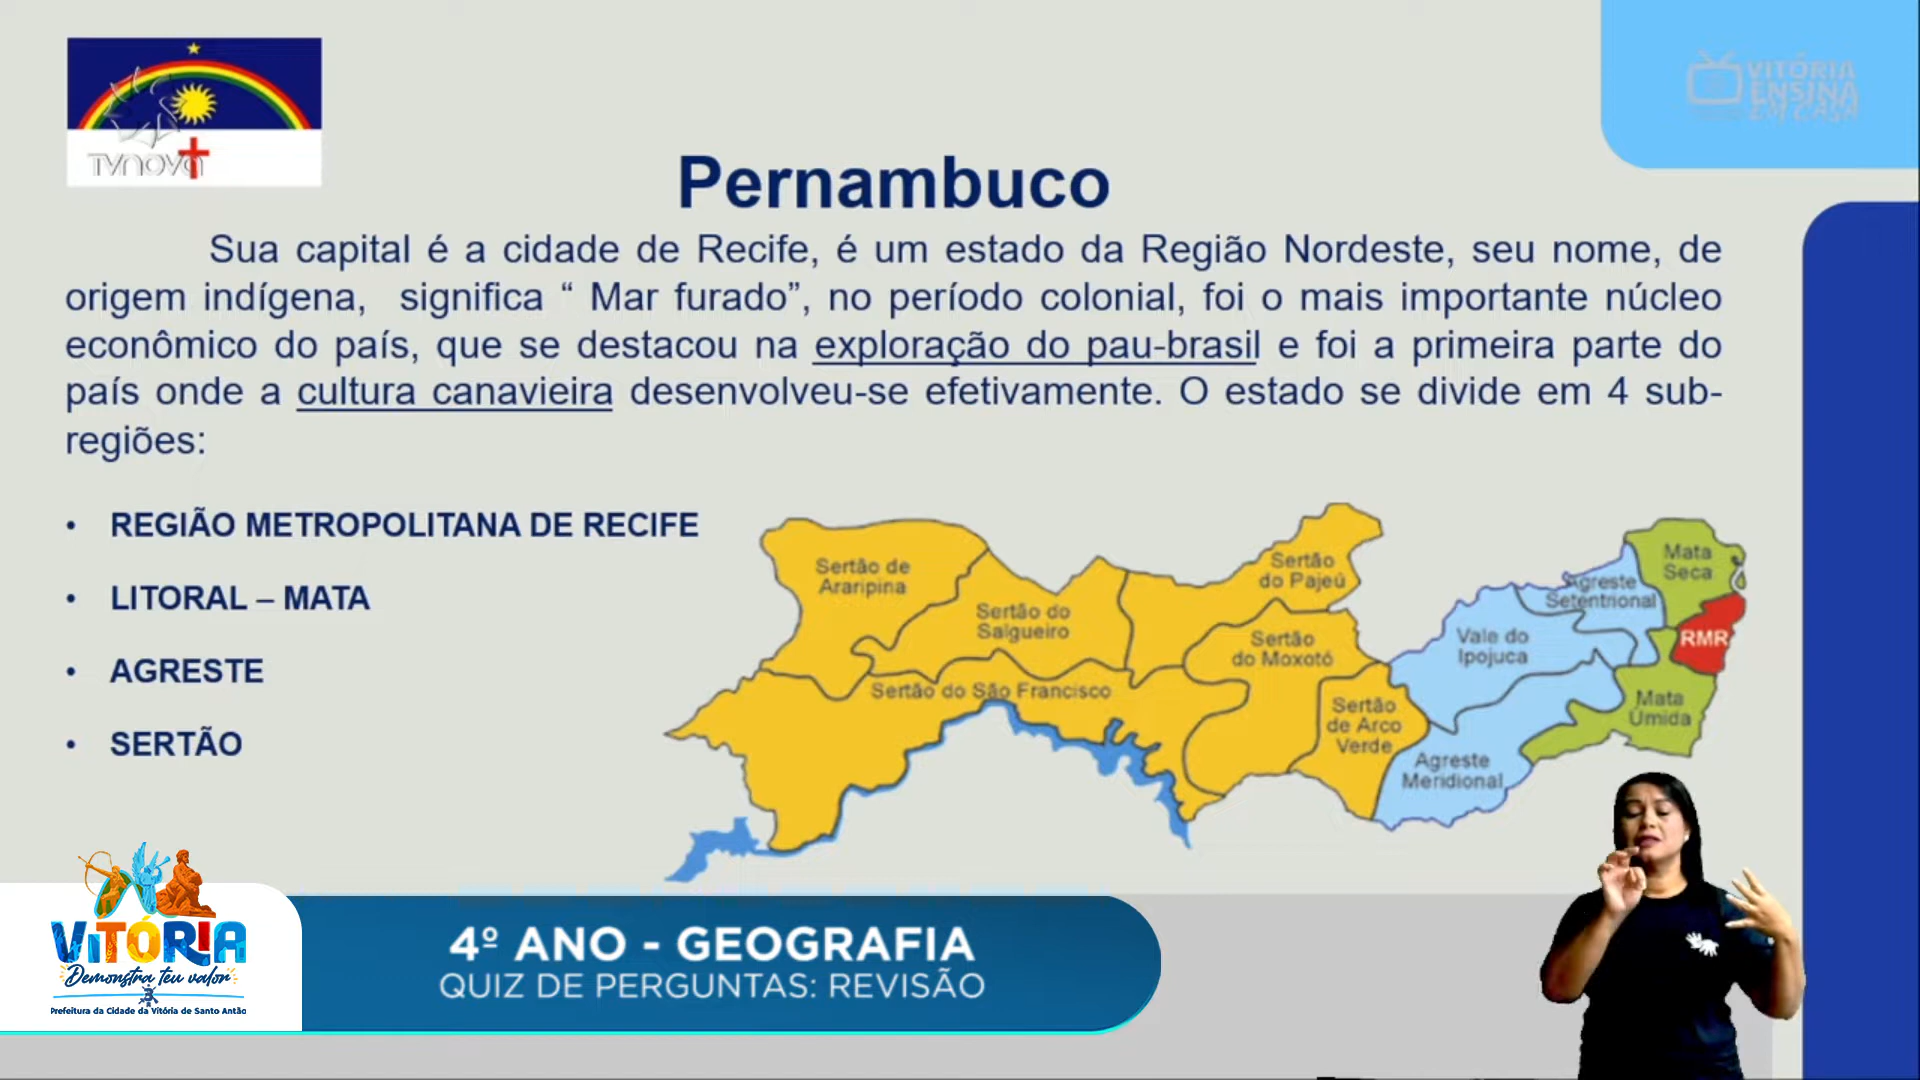 TVNOVA
VITÓRIA
ENSINA
EM CASA
Pernambuco
Sua capital é a cidade de Recife, é um estado da Região Nordeste, seu nome, de
origem indígena, significa “ Mar furado”, no período colonial, foi o mais importante núcleo
econômico do país, que se destacou na exploração do pau-brasil e foi a primeira parte do
país onde a cultura canavieira desenvolveu-se efetivamente. O estado se divide em 4 sub-
regiões:
• REGIÃO METROPOLITANA DE RECIFE
• LITORAL – MATA
• AGRESTE
• SERTÃO
Sertão de
Araripina
Sertão do
Salgueiro
Sertão
do Pajeú
Sertão
do Moxotó
Sertão do São Francisco
Sertão
de Arco
Verde
Vale do
Ipojuca
Agreste
Setentrional
Agreste
Meridional
Mata
Seca
RMR
Mata
Úmida
VITÓRIA
Demonstra teu valor
Prefeitura da Cidade da Vitória de Santo Antão
4º ANO - GEOGRAFIA
QUIZ DE PERGUNTAS: REVISÃO